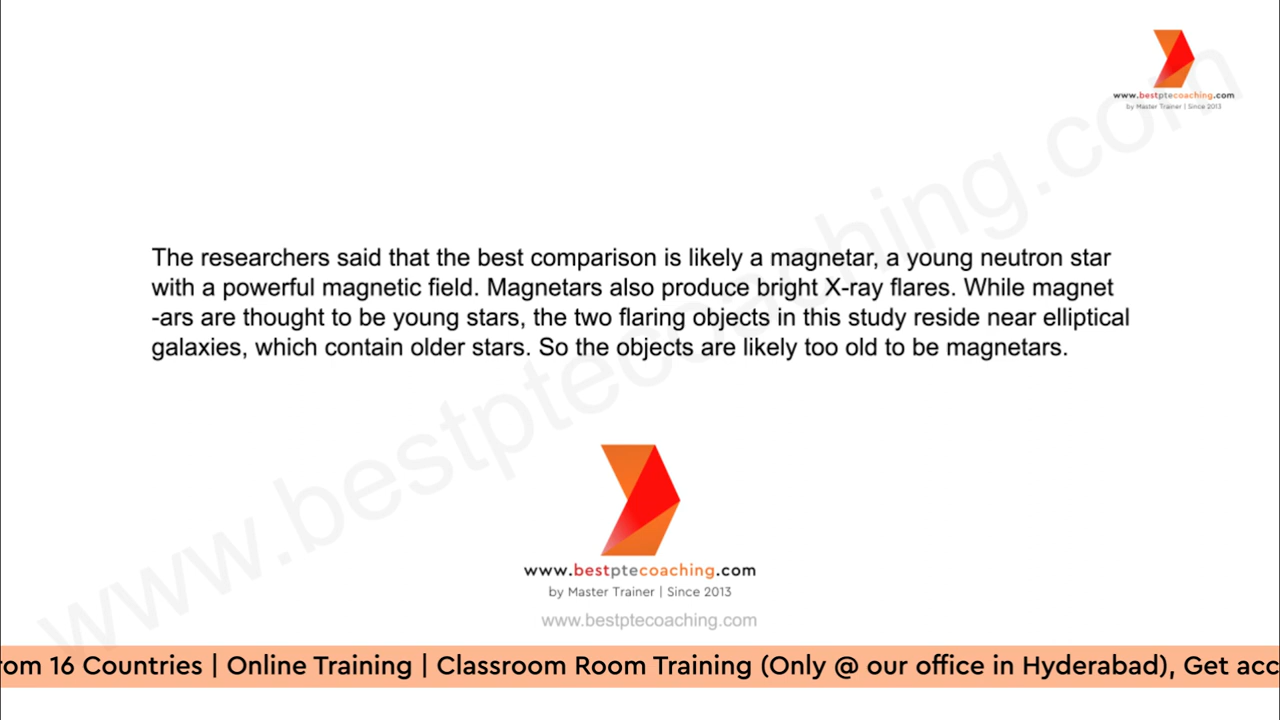 www.bestptecoaching.com
by Master Trainer | Since 2013
The researchers said that the best comparison is likely a magnetar, a young neutron star
with a powerful magnetic field. Magnetars also produce bright X-ray flares. While magnet
-ars are thought to be young stars, the two flaring objects in this study reside near elliptical
galaxies, which contain older stars. So the objects are likely too old to be magnetars.
www.bestptecoaching.com
www.bestptecoaching.com
by Master Trainer | Since 2013
www.bestptecoaching.com
rom 16 Countries | Online Training | Classroom Room Training (Only @ our office in Hyderabad), Get acc